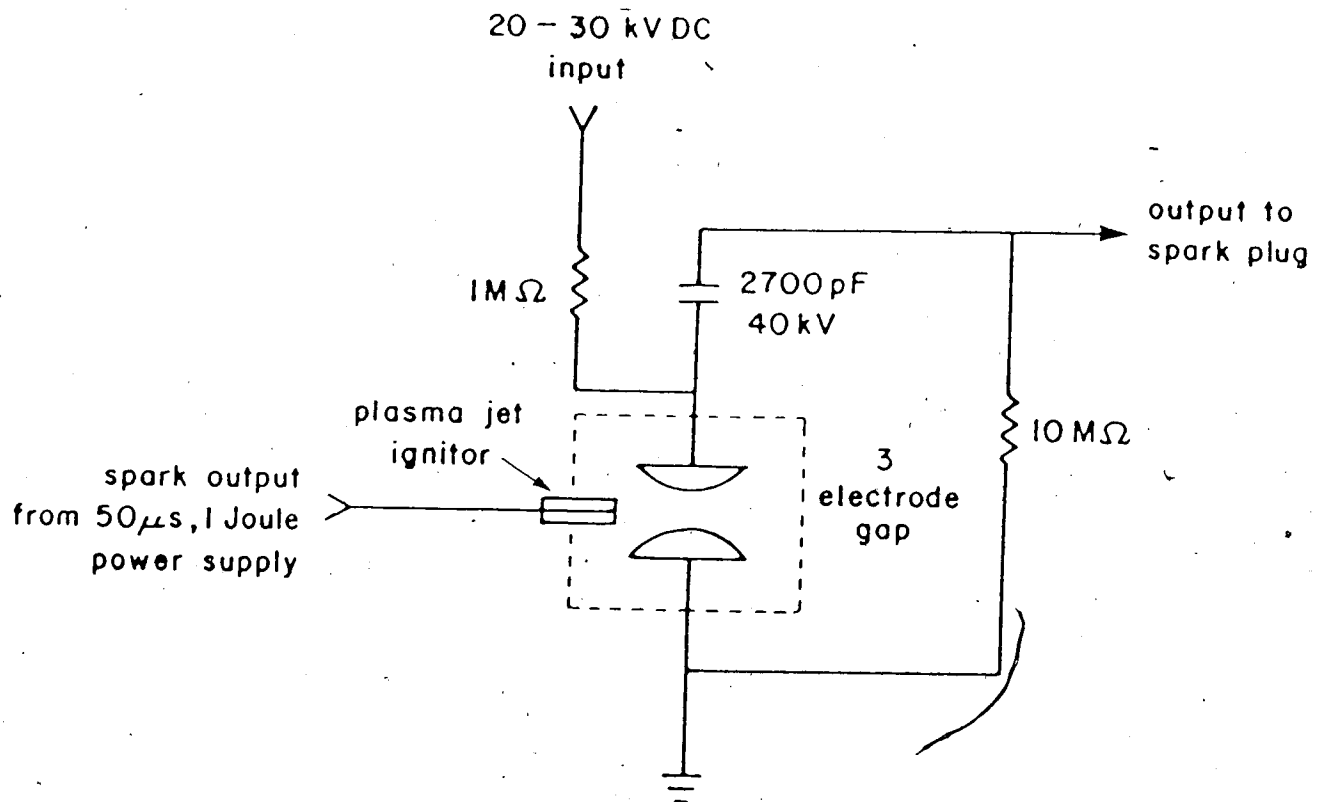 20 - 30 kV DC
input
output to
spark plug
1MΩ
2700pF
40kV
plasma jet
ignitor
10MΩ
3
electrode
gap
spark output
from 50μs, 1 Joule
power supply